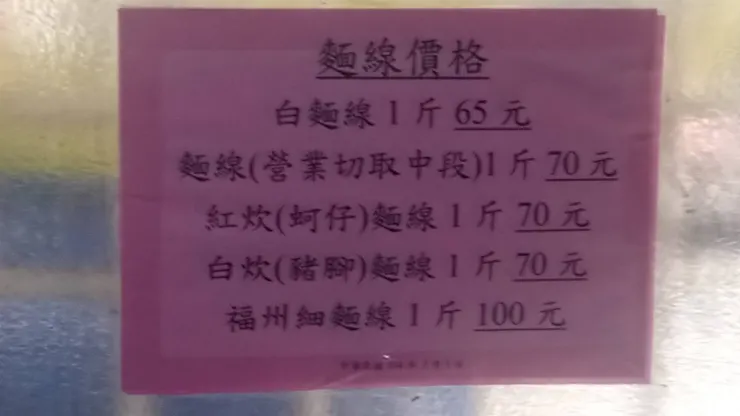 麵線價格
白麵線1斤 65 元
麵線(營業切取中段)1斤 70 元
紅炊(蚵仔)麵線1斤 70 元
白炊(豬腳)麵線1斤 70 元
福州細麵線1斤 100 元